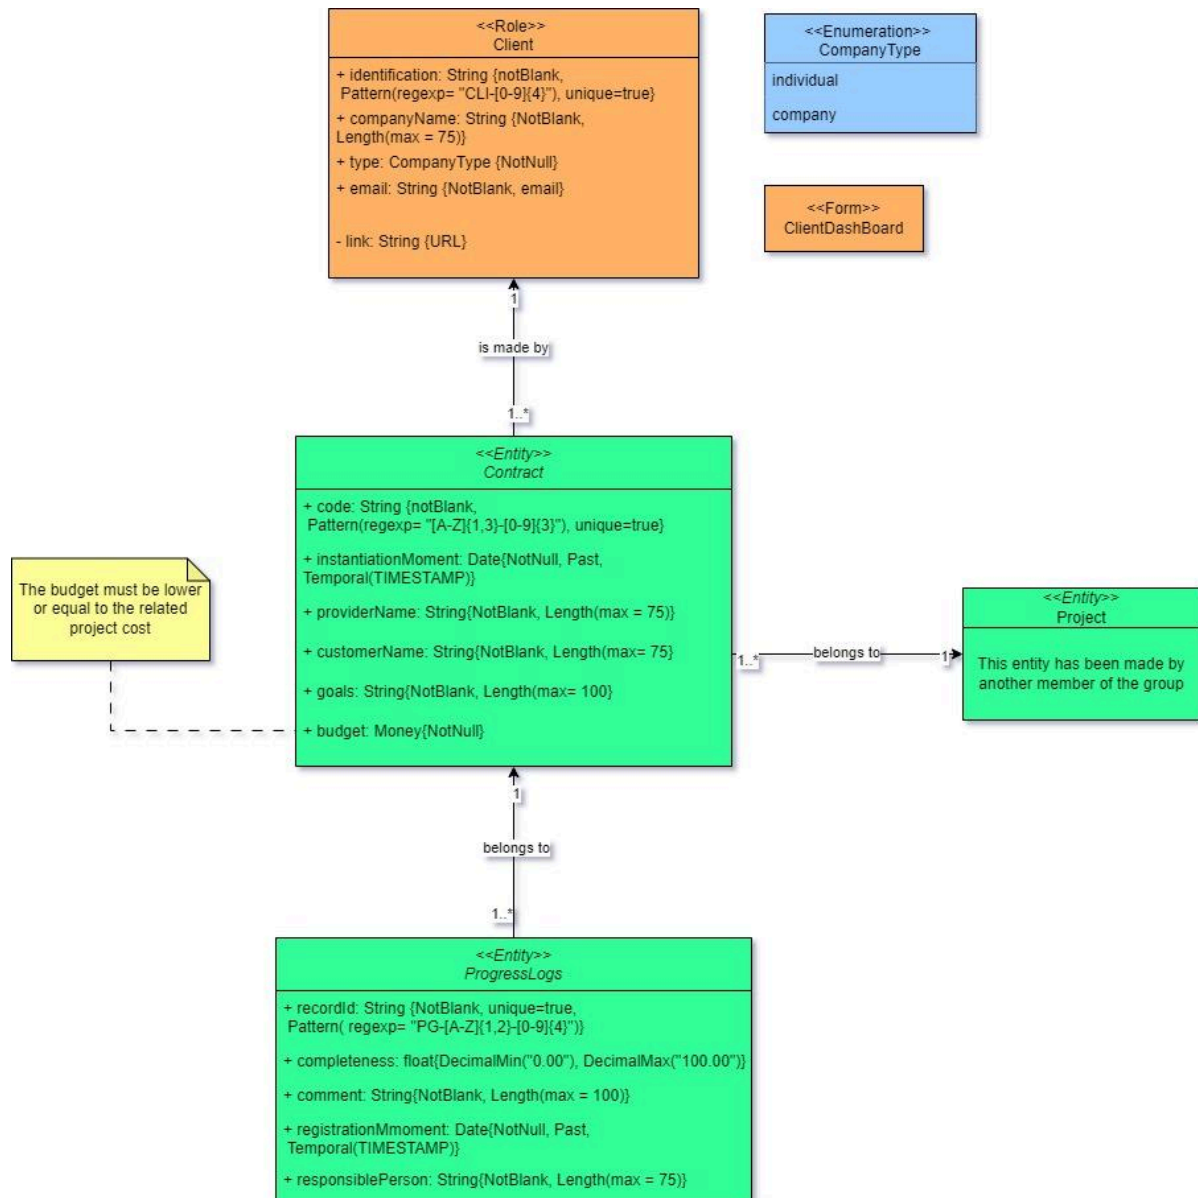 <<Role>>
Client
+ identification: String {notBlank,
Pattern(regexp= "CLI-[0-9]{4}"), unique=true}
+ companyName: String {NotBlank,
Length(max = 75)}
+ type: CompanyType {NotNull}
+ email: String {NotBlank, email}
- link: String {URL}
<<Enumeration>>
CompanyType
individual
company
<<Form>>
ClientDashBoard
1
is made by
1..*
<<Entity>>
Contract
+ code: String {notBlank,
Pattern(regexp= "[A-Z]{1,3}-[0-9]{3}"), unique=true}
+ instantiationMoment: Date{NotNull, Past,
Temporal(TIMESTAMP)}
+ providerName: String{NotBlank, Length(max = 75)}
+ customerName: String{NotBlank, Length(max= 75}
+ goals: String{NotBlank, Length(max= 100}
+ budget: Money{NotNull}
The budget must be lower
or equal to the related
project cost
1..*
belongs to
1
<<Entity>>
Project
This entity has been made by
another member of the group
1
belongs to
1..*
<<Entity>>
ProgressLogs
+ recordId: String {NotBlank, unique=true,
Pattern( regexp= "PG-[A-Z]{1,2}-[0-9]{4}")}
+ completeness: float{DecimalMin("0.00"), DecimalMax("100.00")}
+ comment: String{NotBlank, Length(max = 100)}
+ registrationMmoment: Date{NotNull, Past,
Temporal(TIMESTAMP)}
+ responsiblePerson: String{NotBlank, Length(max = 75)}